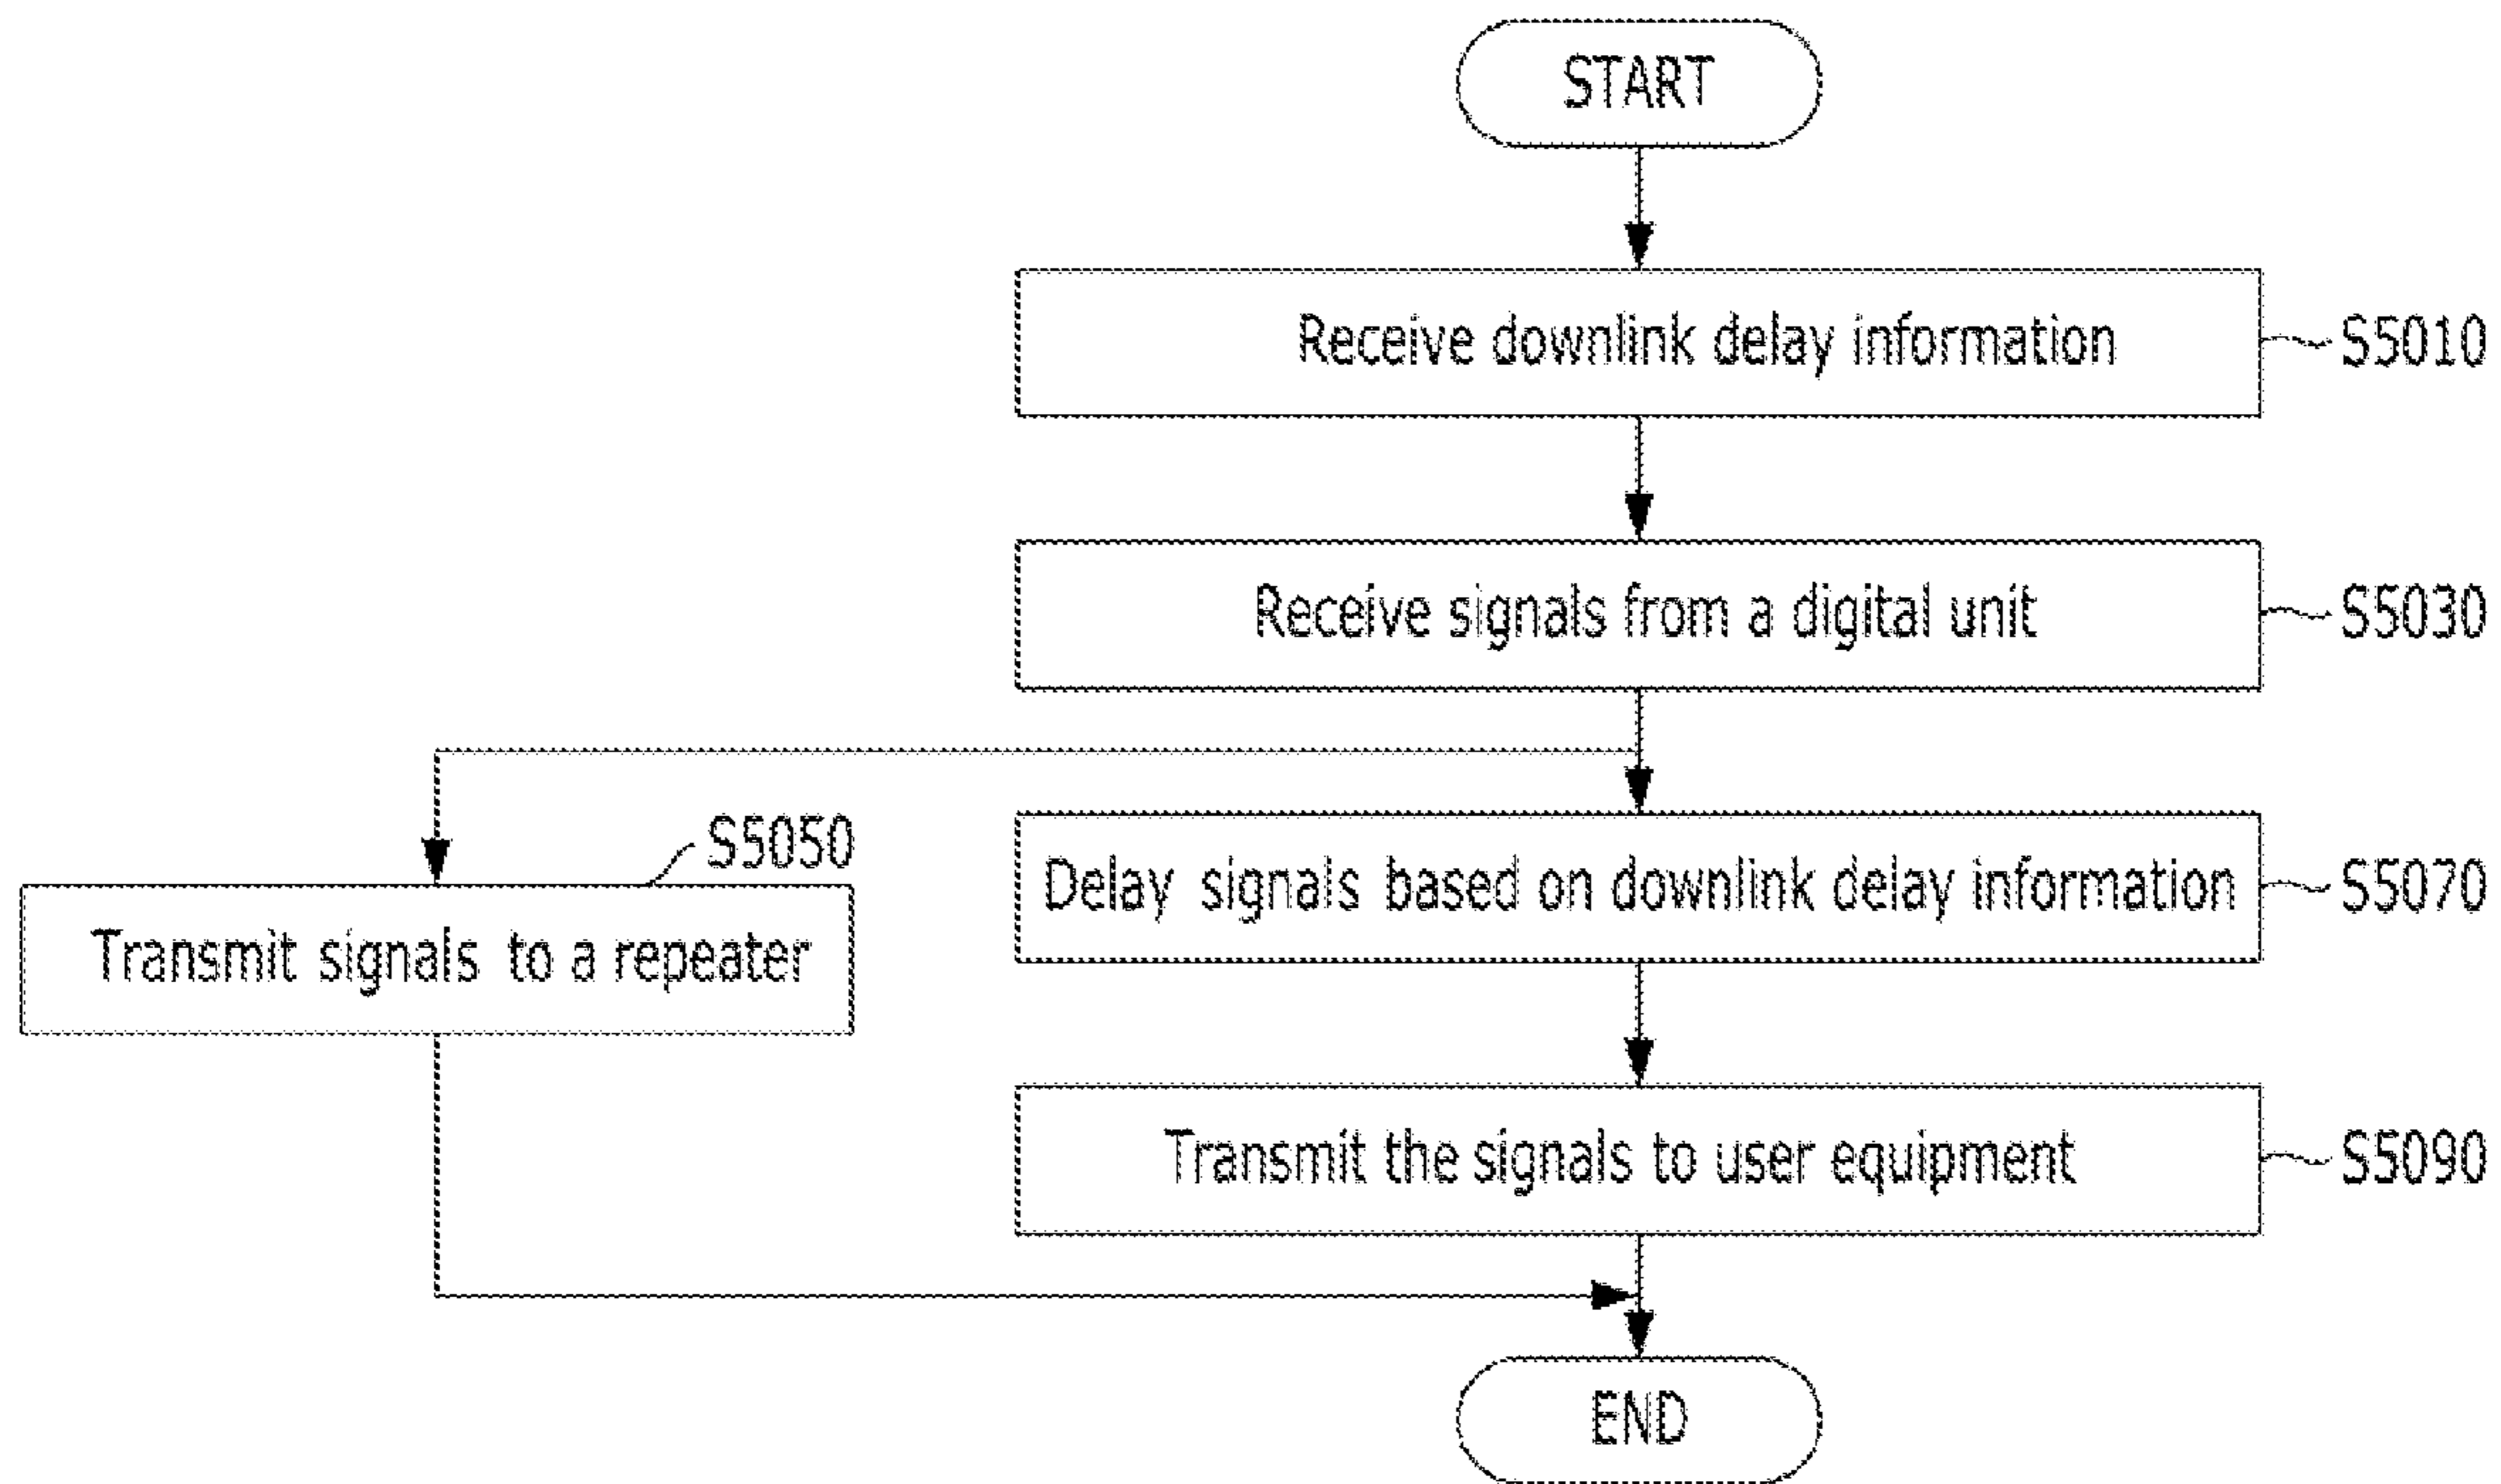 START
Receive downlink delay information
S5010
Receive signals from a digital unit
S5030
S5050
Transmit signals to a repeater
Delay signals based on downlink delay information
S5070
Transmit the signals to user equipment
S5090
END